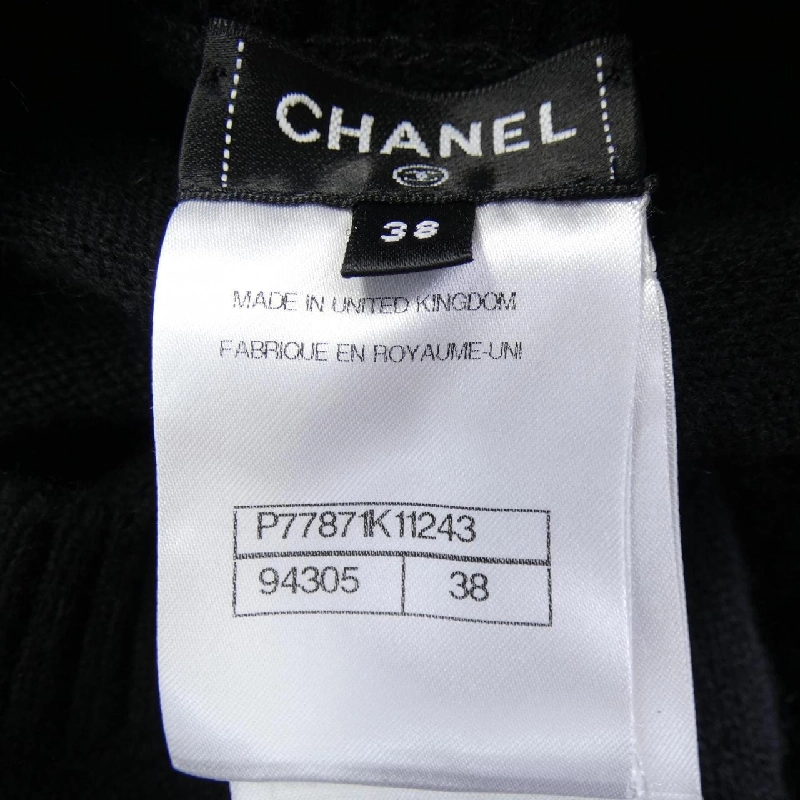 CHANEL
38
MADE IN UNITED KINGDOM
FABRIQUE EN ROYAUME-UNI
P77871K11243
94305 38